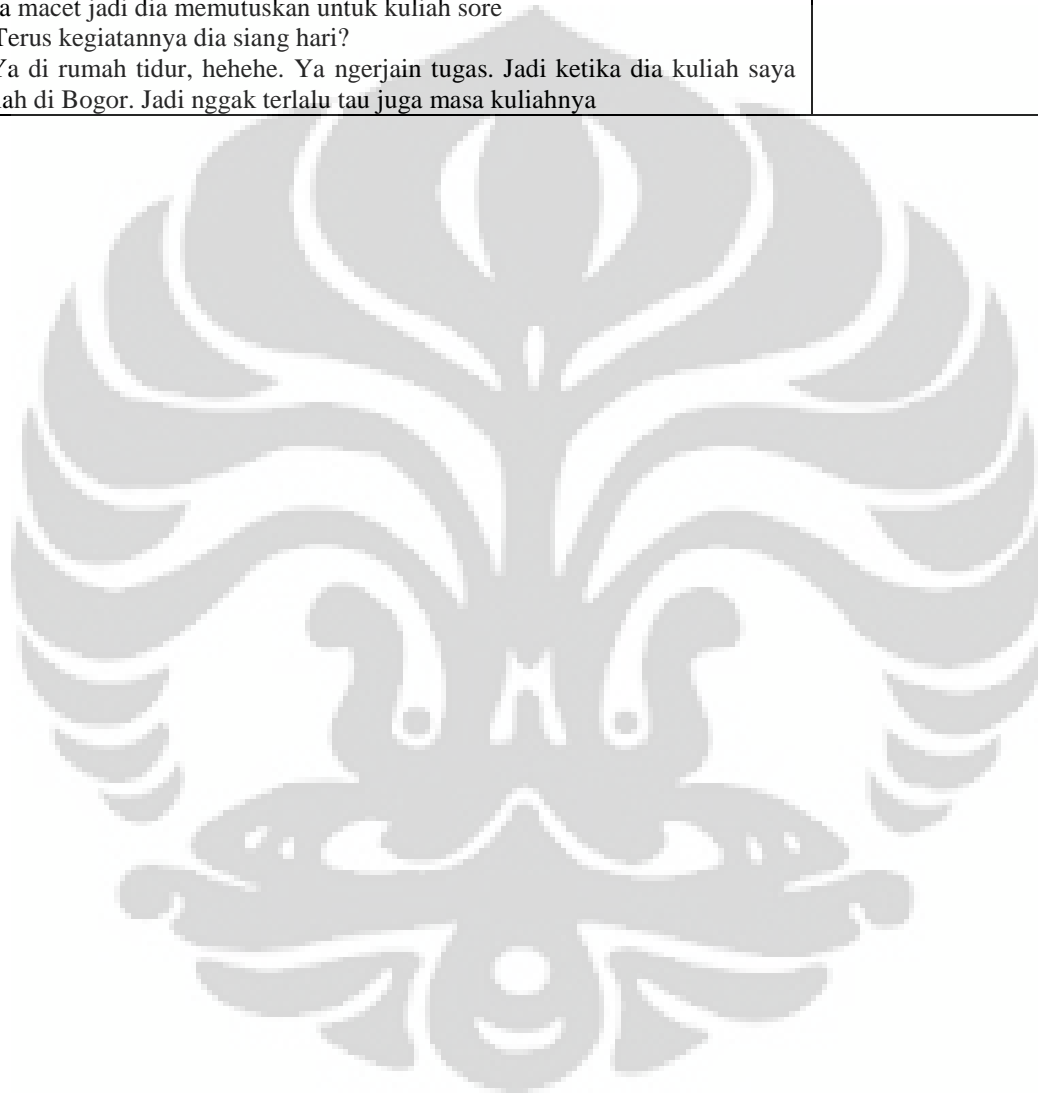 a macet jadi dia memutuskan untuk kuliah sore
Terus kegiatannya dia siang hari?
Ya di rumah tidur, hehehe. Ya ngerjain tugas. Jadi ketika dia kuliah saya
di Bogor. Jadi nggak terlalu tau juga masa kuliahnya